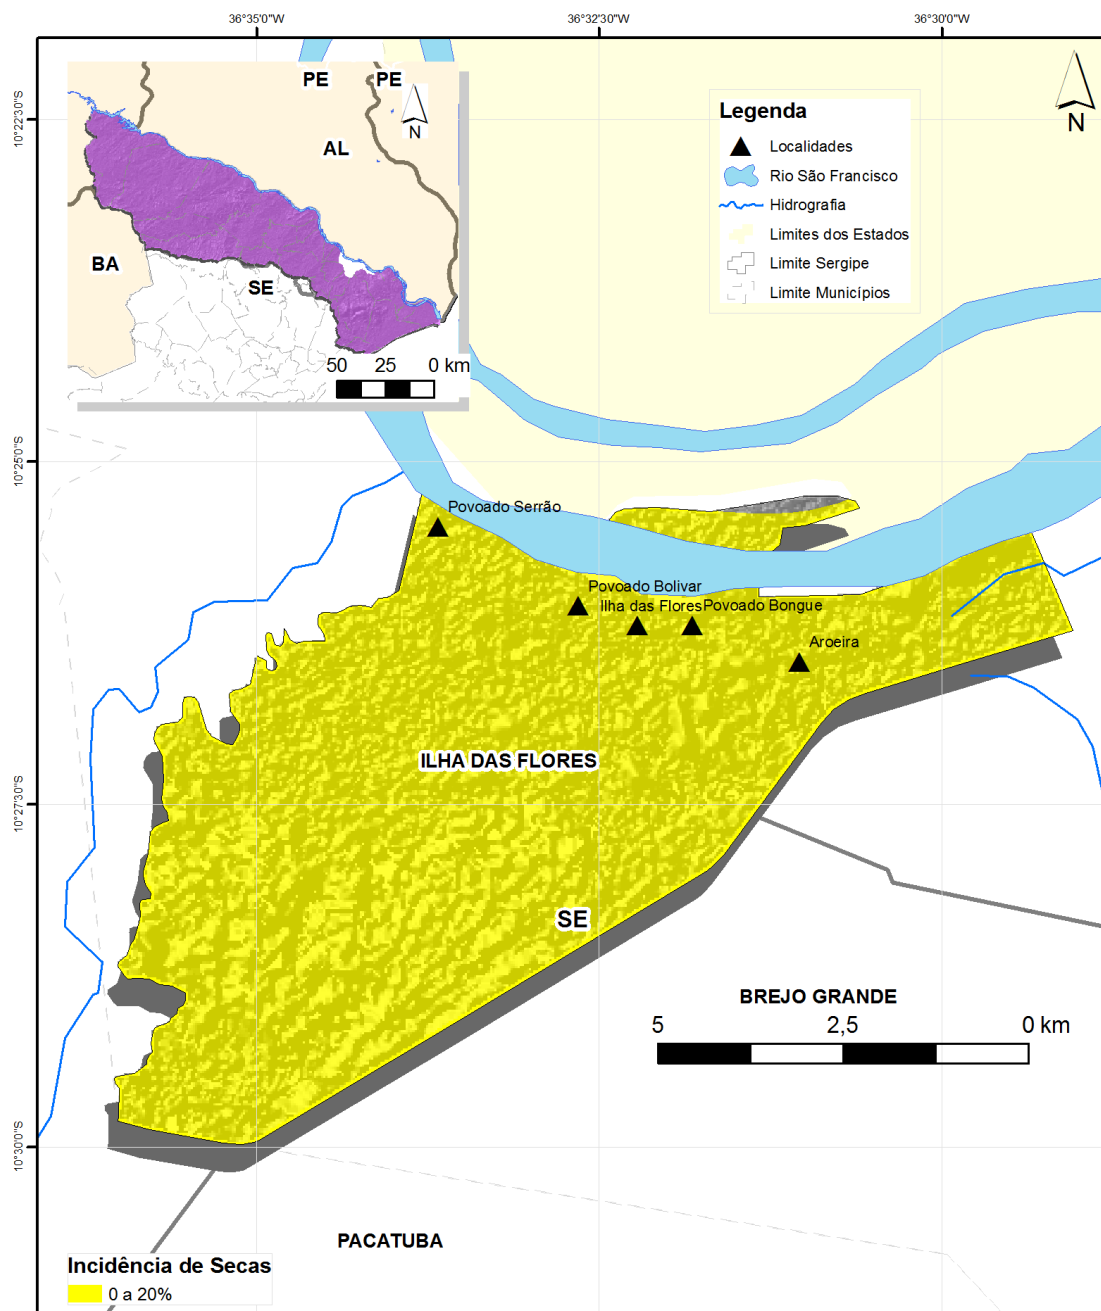 36°35'0"W
36°32'30"W
36°30'0"W
PE
PE
N
AL
BA
SE
50 25 0 km
Legenda
Localidades
Rio São Francisco
Hidrografia
Limites dos Estados
Limite Sergipe
Limite Municípios
N
10°25'0"S
Povoado Serrão
Povoado Bolivar
Ilha das Flores
Povoado Bongue
Aroeira
ILHA DAS FLORES
10°27'30"S
SE
BREJO GRANDE
5 2,5 0 km
10°30'0"S
PACATUBA
Incidência de Secas
0 a 20%